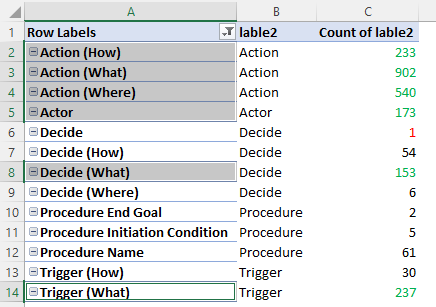 A B C
1 Row Labels lable2 Count of lable2
2 Action (How) Action 233
3 Action (What) Action 902
4 Action (Where) Action 540
5 Actor Actor 173
6 Decide Decide 1
7 Decide (How) Decide 54
8 Decide (What) Decide 153
9 Decide (Where) Decide 6
10 Procedure End Goal Procedure 2
11 Procedure Initiation Condition Procedure 5
12 Procedure Name Procedure 61
13 Trigger (How) Trigger 30
14 Trigger (What) Trigger 237